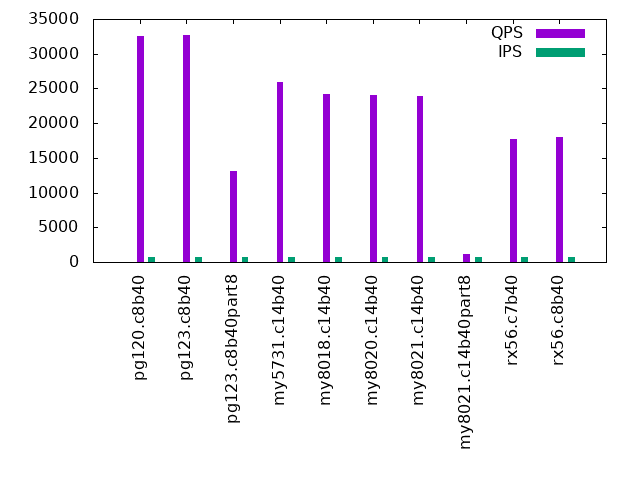 35000
30000
25000
20000
15000
10000
5000
0
QPS
IPS
pg120.c8b40
pg123.c8b40
pg123.c8b40part8
my5731.c14b40
my8018.c14b40
my8020.c14b40
my8021.c14b40
my8021.c14b40part8
rx56.c7b40
rx56.c8b40